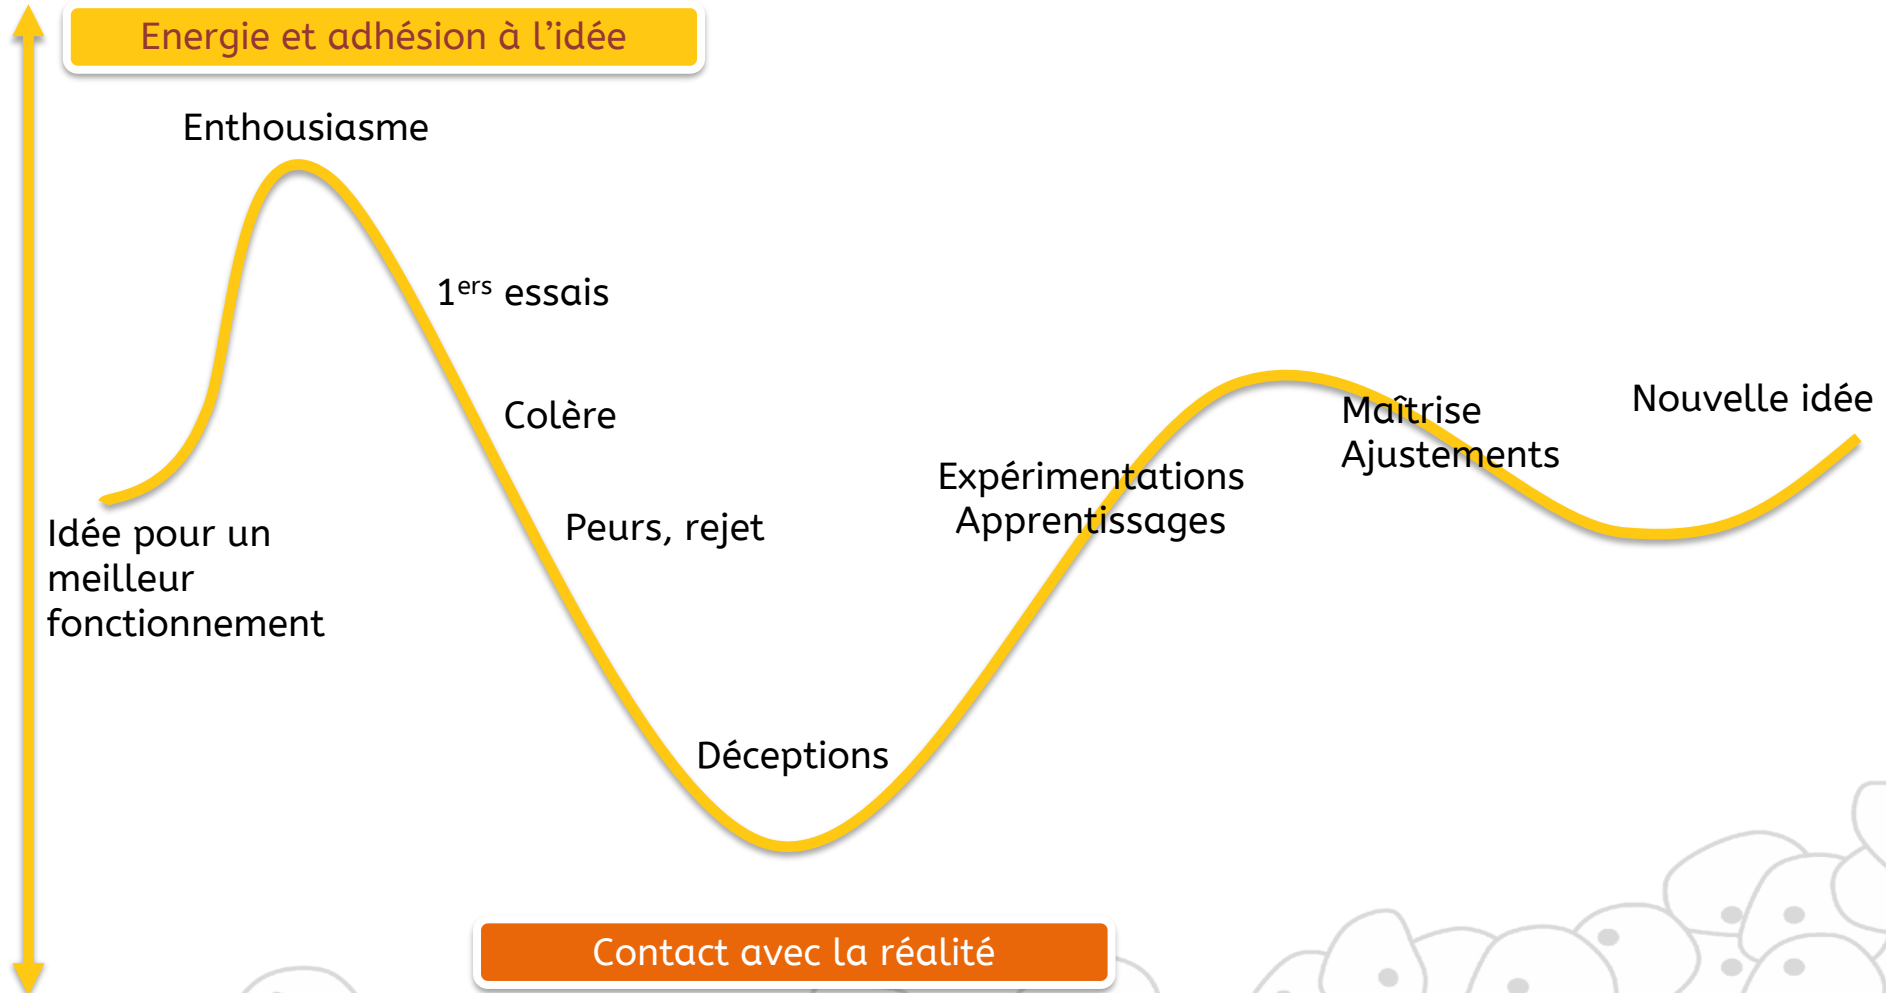 Energie et adhésion à l’idée
Enthousiasme
1ers essais
Colère
Peurs, rejet
Idée pour un
meilleur
fonctionnement
Déceptions
Expérimentations
Apprentissages
Maîtrise
Ajustements
Nouvelle idée
Contact avec la réalité